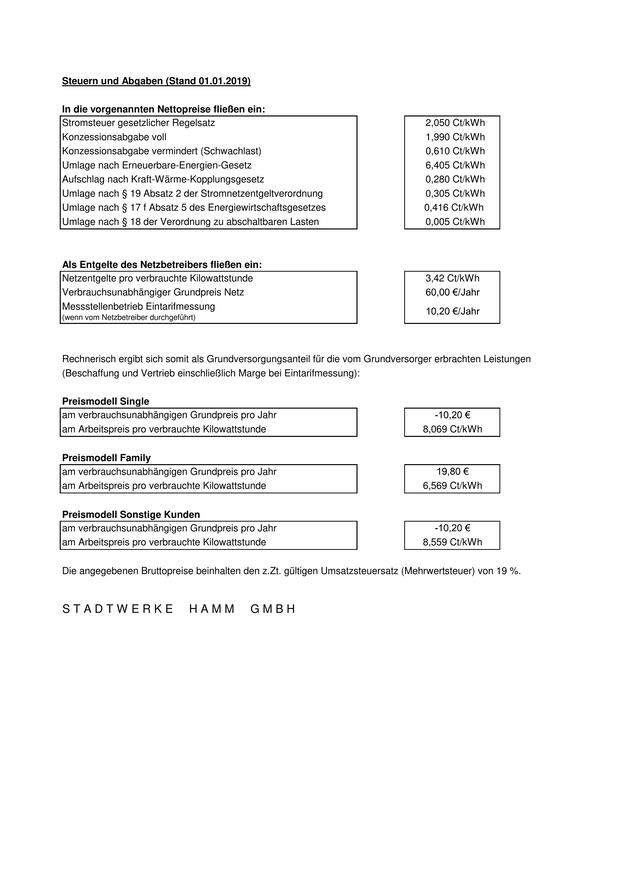 Steuern und Abgaben (Stand 01.01.2019)
In die vorgenannten Nettopreise fließen ein:
Stromsteuer gesetzlicher Regelsatz 2,050 Ct/kWh
Konzessionsabgabe voll 1,990 Ct/kWh
Konzessionsabgabe vermindert (Schwachlast) 0,610 Ct/kWh
Umlage nach Erneuerbare-Energien-Gesetz 6,405 Ct/kWh
Aufschlag nach Kraft-Wärme-Kopplungsgesetz 0,280 Ct/kWh
Umlage nach § 19 Absatz 2 der Stromnetzentgeltverordnung 0,305 Ct/kWh
Umlage nach § 17 f Absatz 5 des Energiewirtschaftsgesetzes 0,416 Ct/kWh
Umlage nach § 18 der Verordnung zu abschaltbaren Lasten 0,005 Ct/kWh
Als Entgelte des Netzbetreibers fließen ein:
Netzentgelte pro verbrauchte Kilowattstunde 3,42 Ct/kWh
Verbrauchsunabhängiger Grundpreis Netz 60,00 €/Jahr
Messstellenbetrieb Eintarifmessung 10,20 €/Jahr
(wenn vom Netzbetreiber durchgeführt)
Rechnerisch ergibt sich somit als Grundversorgungsanteil für die vom Grundversorger erbrachten Leistungen
(Beschaffung und Vertrieb einschließlich Marge bei Eintarifmessung):
Preismodell Single
am verbrauchsunabhängigen Grundpreis pro Jahr -10,20 €
am Arbeitspreis pro verbrauchte Kilowattstunde 8,069 Ct/kWh
Preismodell Family
am verbrauchsunabhängigen Grundpreis pro Jahr 19,80 €
am Arbeitspreis pro verbrauchte Kilowattstunde 6,569 Ct/kWh
Preismodell Sonstige Kunden
am verbrauchsunabhängigen Grundpreis pro Jahr -10,20 €
am Arbeitspreis pro verbrauchte Kilowattstunde 8,559 Ct/kWh
Die angegebenen Bruttopreise beinhalten den z.Zt. gültigen Umsatzsteuersatz (Mehrwertsteuer) von 19 %.
STADTWERKE HAMM GMBH